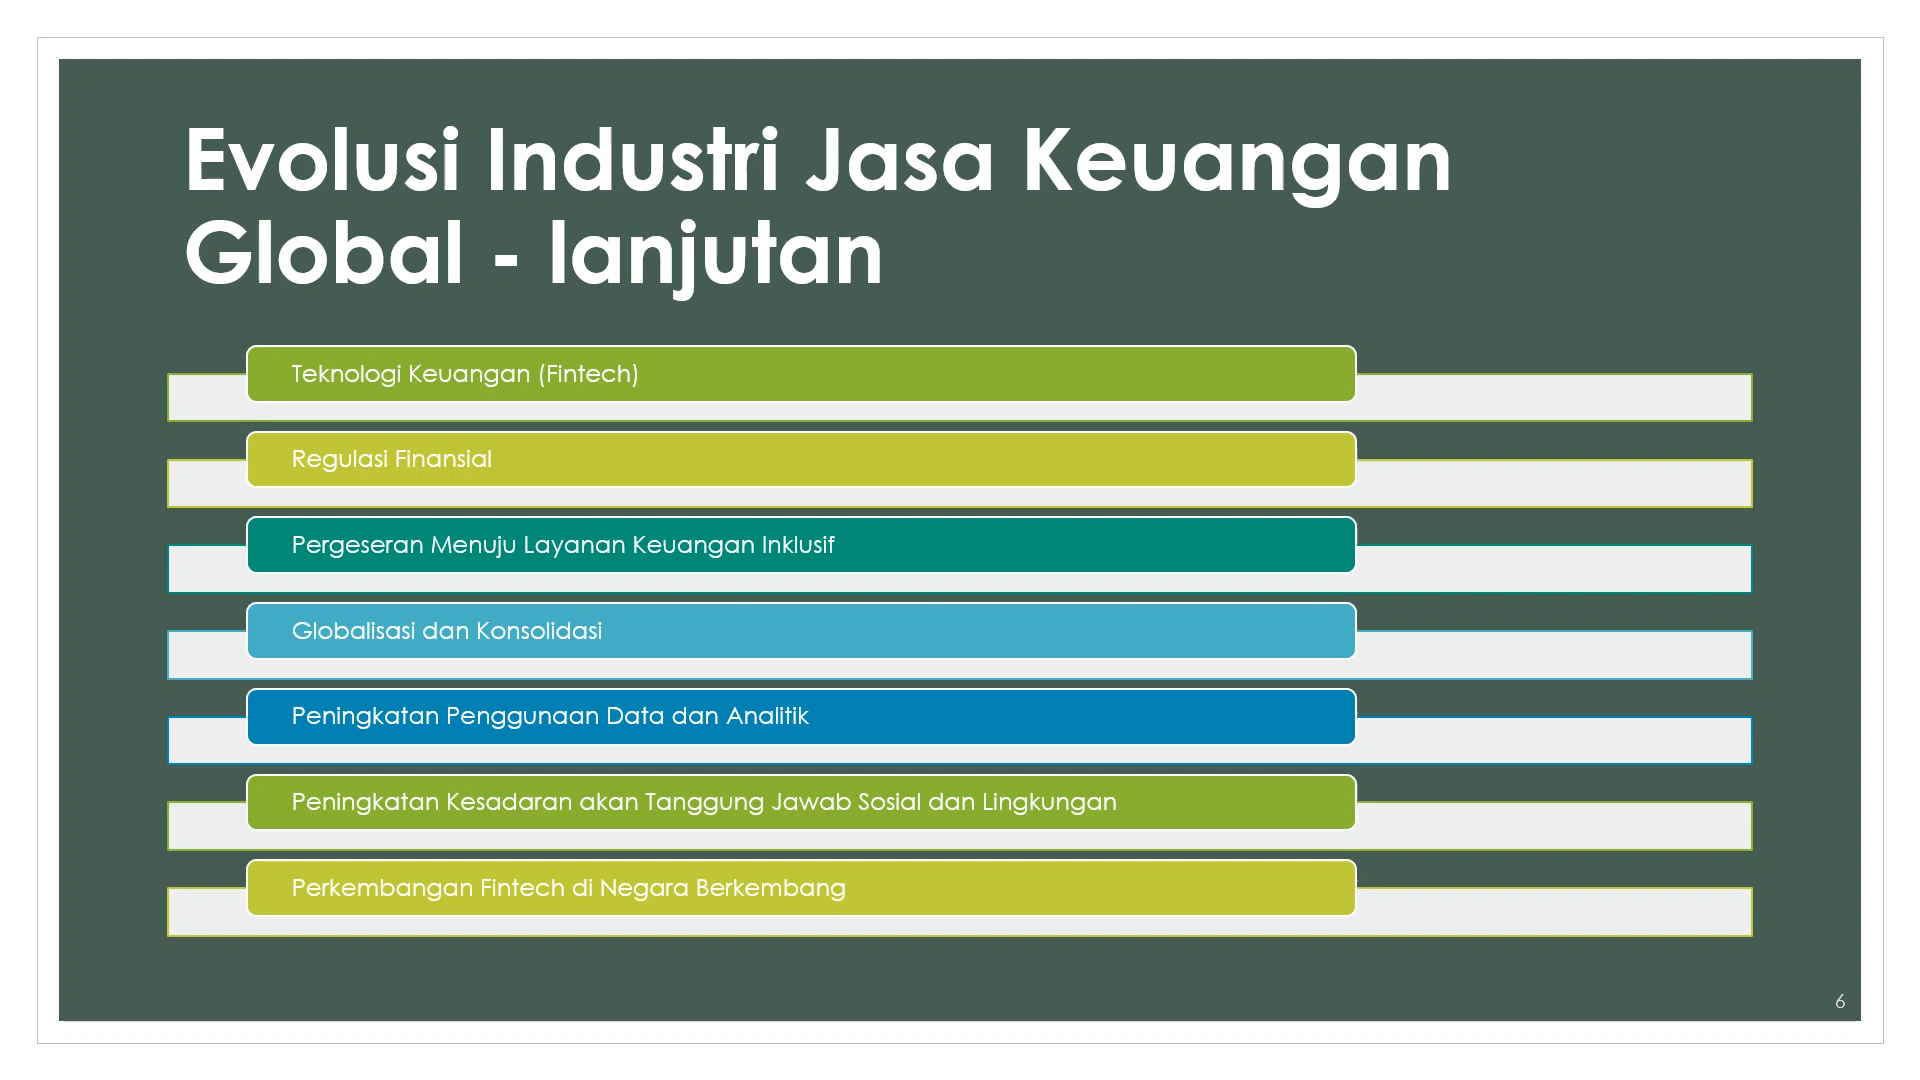 Evolusi Industri Jasa Keuangan
Global - lanjutan
Teknologi Keuangan (Fintech)
Regulasi Finansial
Pergeseran Menuju Layanan Keuangan Inklusif
Globalisasi dan Konsolidasi
Peningkatan Penggunaan Data dan Analitik
Peningkatan Kesadaran akan Tanggung Jawab Sosial dan Lingkungan
Perkembangan Fintech di Negara Berkembang
6